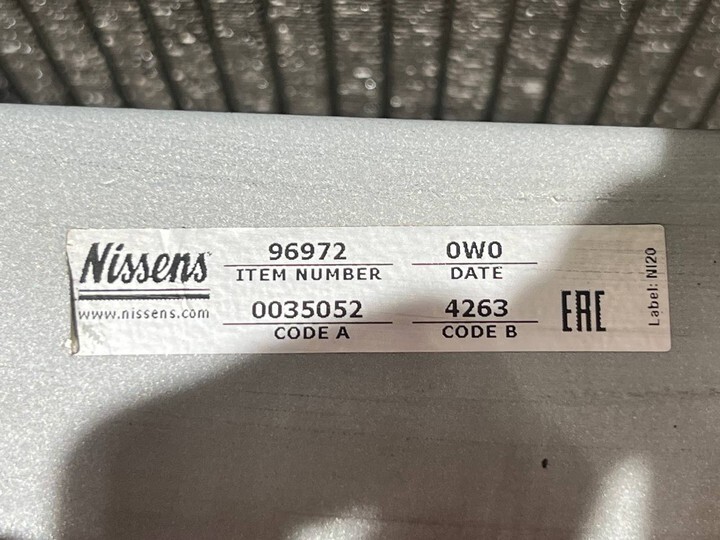 Nissens
www.nissens.com
96972
ITEM NUMBER
0W0
DATE
0035052
CODE A
4263
CODE B
EAC
Label: NI20